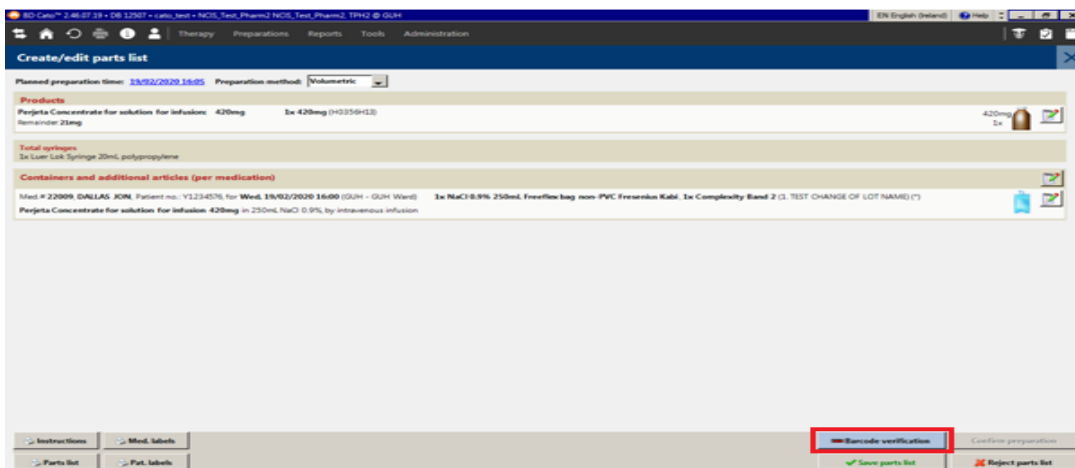 BD Cato™ 2.46.07.19 • DB 12507 • cato_test • NCIS_Test_Pharm2 NCIS_Test_Pharm2, TPH2 @ GUH EN English (Ireland) Help
Therapy Preparations Reports Tools Administration
Create/edit parts list
Planned preparation time: 19/02/2020 16:05 Preparation method: Volumetric
Products
Perjeta Concentrate for solution for infusion: 420mg 1x 420mg (H0356H13) 420mg
Remainder: 21mg 1x
Total syringes
1x Luer Lok Syringe 20mL polypropylene
Containers and additional articles (per medication)
Med.# 22009, DALLAS JON, Patient no.: Y1234576, for Wed, 19/02/2020 16:00 (GUH - GUH Ward) 1x NaCl 0.9% 250mL Freeflex bag non-PVC Fresenius Kabi, 1x Complexity Band 2 (1. TEST CHANGE OF LOT NAME) (*)
Perjeta Concentrate for solution for infusion 420mg in 250mL NaCl 0.9%, by intravenous infusion
Instructions Med. labels Barcode verification Confirm preparation
Parts list Pat. labels Save parts list Reject parts list